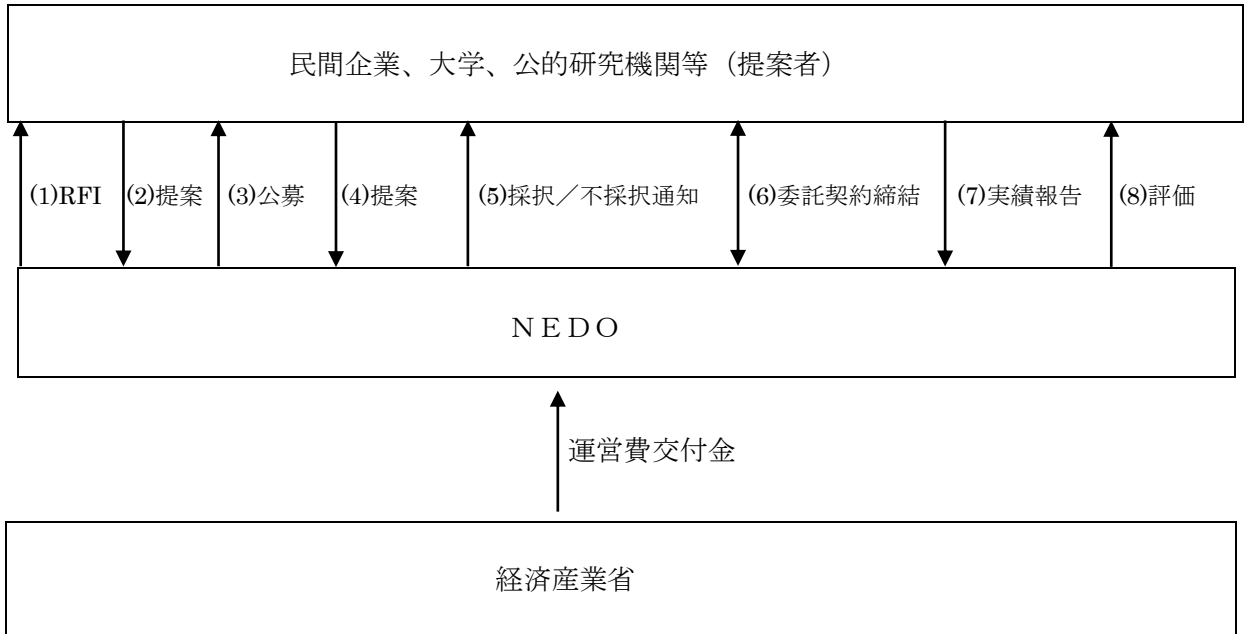 民間企業、大学、公的研究機関等（提案者）
(1)RFI (2)提案 (3)公募 (4)提案 (5)採択／不採択通知 (6)委託契約締結 (7)実績報告 (8)評価
ＮＥＤＯ
運営費交付金
経済産業省